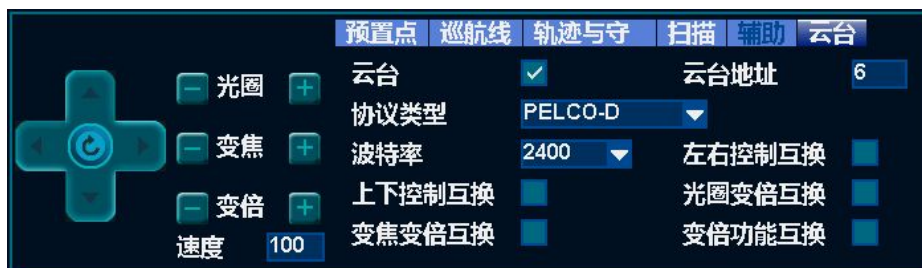 预置点 巡航线 轨迹与守 扫描 辅助 云台
光圈 云台 云台地址 6
协议类型 PELCO-D
变焦 波特率 2400 左右控制互换
变倍 上下控制互换 光圈变倍互换
速度 100 变焦变倍互换 变倍功能互换